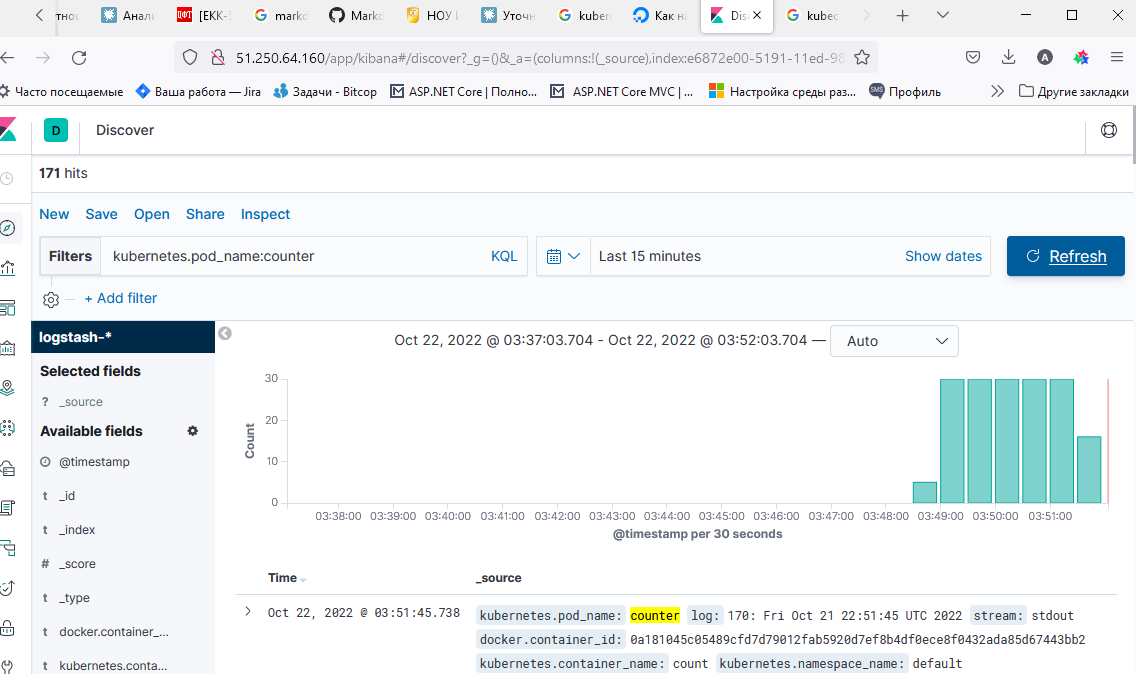 Анали
[ЕКК-
markd
Markd
НОУ И
Уточн
kubern
Как на
Disc
kubec
51.250.64.160/app/kibana#/discover?_g=()&_a=(columns:!(_source),index:e6872e00-5191-11ed-98
Часто посещаемые
Ваша работа — Jira
Задачи - Bitcop
ASP.NET Core | Полно...
ASP.NET Core MVC | ...
Настройка среды раз...
SMS
Профиль
Другие закладки
D
Discover
171 hits
New Save Open Share Inspect
Filters kubernetes.pod_name:counter KQL Last 15 minutes Show dates Refresh
+ Add filter
logstash-*
Selected fields
? _source
Available fields
@timestamp
t _id
t _index
# _score
t _type
t docker.container_...
t kubernetes.conta...
Oct 22, 2022 @ 03:37:03.704 - Oct 22, 2022 @ 03:52:03.704 — Auto
Count
30
20
10
0
03:38:00 03:39:00 03:40:00 03:41:00 03:42:00 03:43:00 03:44:00 03:45:00 03:46:00 03:47:00 03:48:00 03:49:00 03:50:00 03:51:00
@timestamp per 30 seconds
Time _source
Oct 22, 2022 @ 03:51:45.738 kubernetes.pod_name: counter log: 170: Fri Oct 21 22:51:45 UTC 2022 stream: stdout
docker.container_id: 0a181045c05489cfd7d79012fab5920d7ef8b4df0ece8f0432ada85d67443bb2
kubernetes.container_name: count kubernetes.namespace_name: default